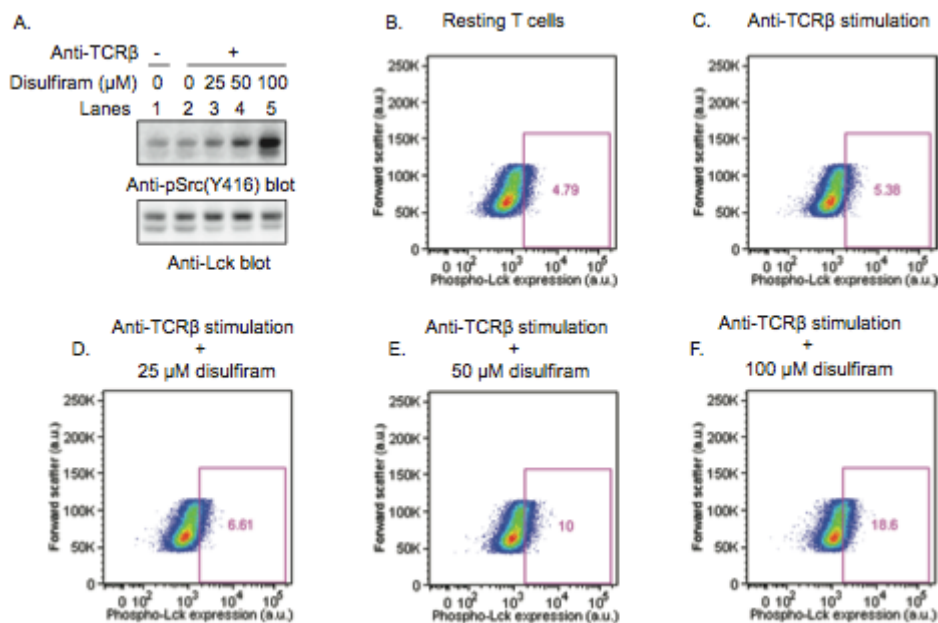 A.
Anti-TCRβ - +
Disulfiram (µM) 0 0 25 50 100
Lanes 1 2 3 4 5
Anti-pSrc(Y416) blot
Anti-Lck blot
B. Resting T cells
250K
200K
150K
100K
50K
0
Forward scatter (a.u.)
4.79
0 10² 10³ 10⁴ 10⁵
Phospho-Lck expression (a.u.)
C. Anti-TCRβ stimulation
250K
200K
150K
100K
50K
0
Forward scatter (a.u.)
5.38
0 10² 10³ 10⁴ 10⁵
Phospho-Lck expression (a.u.)
D. Anti-TCRβ stimulation
+
25 µM disulfiram
250K
200K
150K
100K
50K
0
Forward scatter (a.u.)
6.61
0 10² 10³ 10⁴ 10⁵
Phospho-Lck expression (a.u.)
E. Anti-TCRβ stimulation
+
50 µM disulfiram
250K
200K
150K
100K
50K
0
Forward scatter (a.u.)
10
0 10² 10³ 10⁴ 10⁵
Phospho-Lck expression (a.u.)
F. Anti-TCRβ stimulation
+
100 µM disulfiram
250K
200K
150K
100K
50K
0
Forward scatter (a.u.)
18.6
0 10² 10³ 10⁴ 10⁵
Phospho-Lck expression (a.u.)